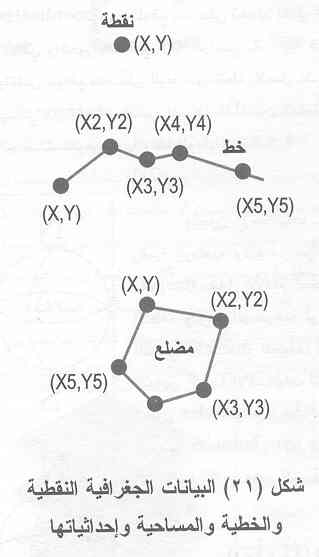 نقطة
(X,Y)
(X2,Y2) (X4,Y4)
خط
(X3,Y3)
(X,Y)
(X5,Y5)
(X,Y)
(X2,Y2)
مضلع
(X5,Y5)
(X3,Y3)
شكل (٢١) البيانات الجغرافية النقطية
والخطية والمساحية وإحداثياتها